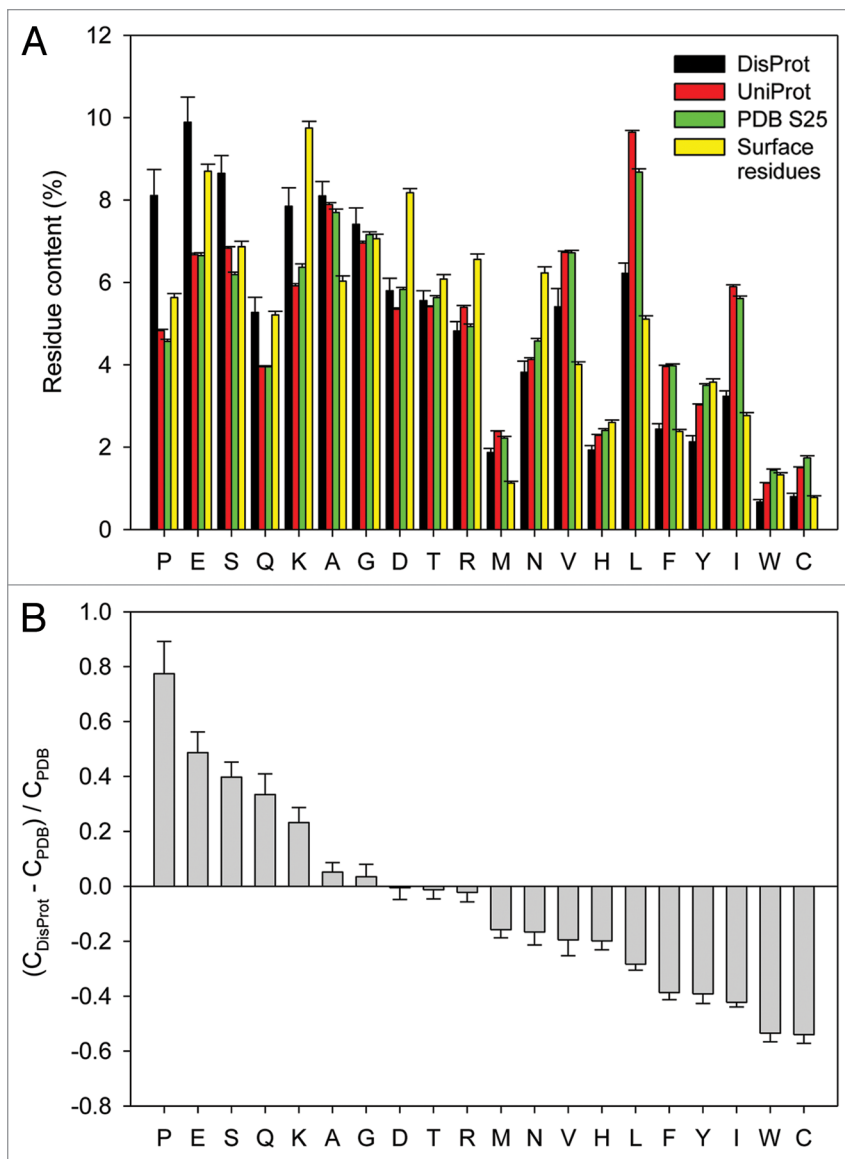 A
12
10
8
6
4
2
0
Residue content (%)
DisProt
UniProt
PDB S25
Surface
residues
P E S Q K A G D T R M N V H L F Y I W C
B
1.0
0.8
0.6
0.4
0.2
0.0
-0.2
-0.4
-0.6
-0.8
(CDisProt - CPDB) / CPDB
P E S Q K A G D T R M N V H L F Y I W C